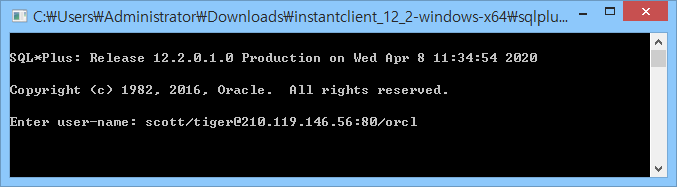 C:₩Users₩Administrator₩Downloads₩instantclient_12_2-windows-x64₩sqlplu...
SQL*Plus: Release 12.2.0.1.0 Production on Wed Apr 8 11:34:54 2020
Copyright (c) 1982, 2016, Oracle.  All rights reserved.
Enter user-name: scott/tiger@210.119.146.56:80/orcl